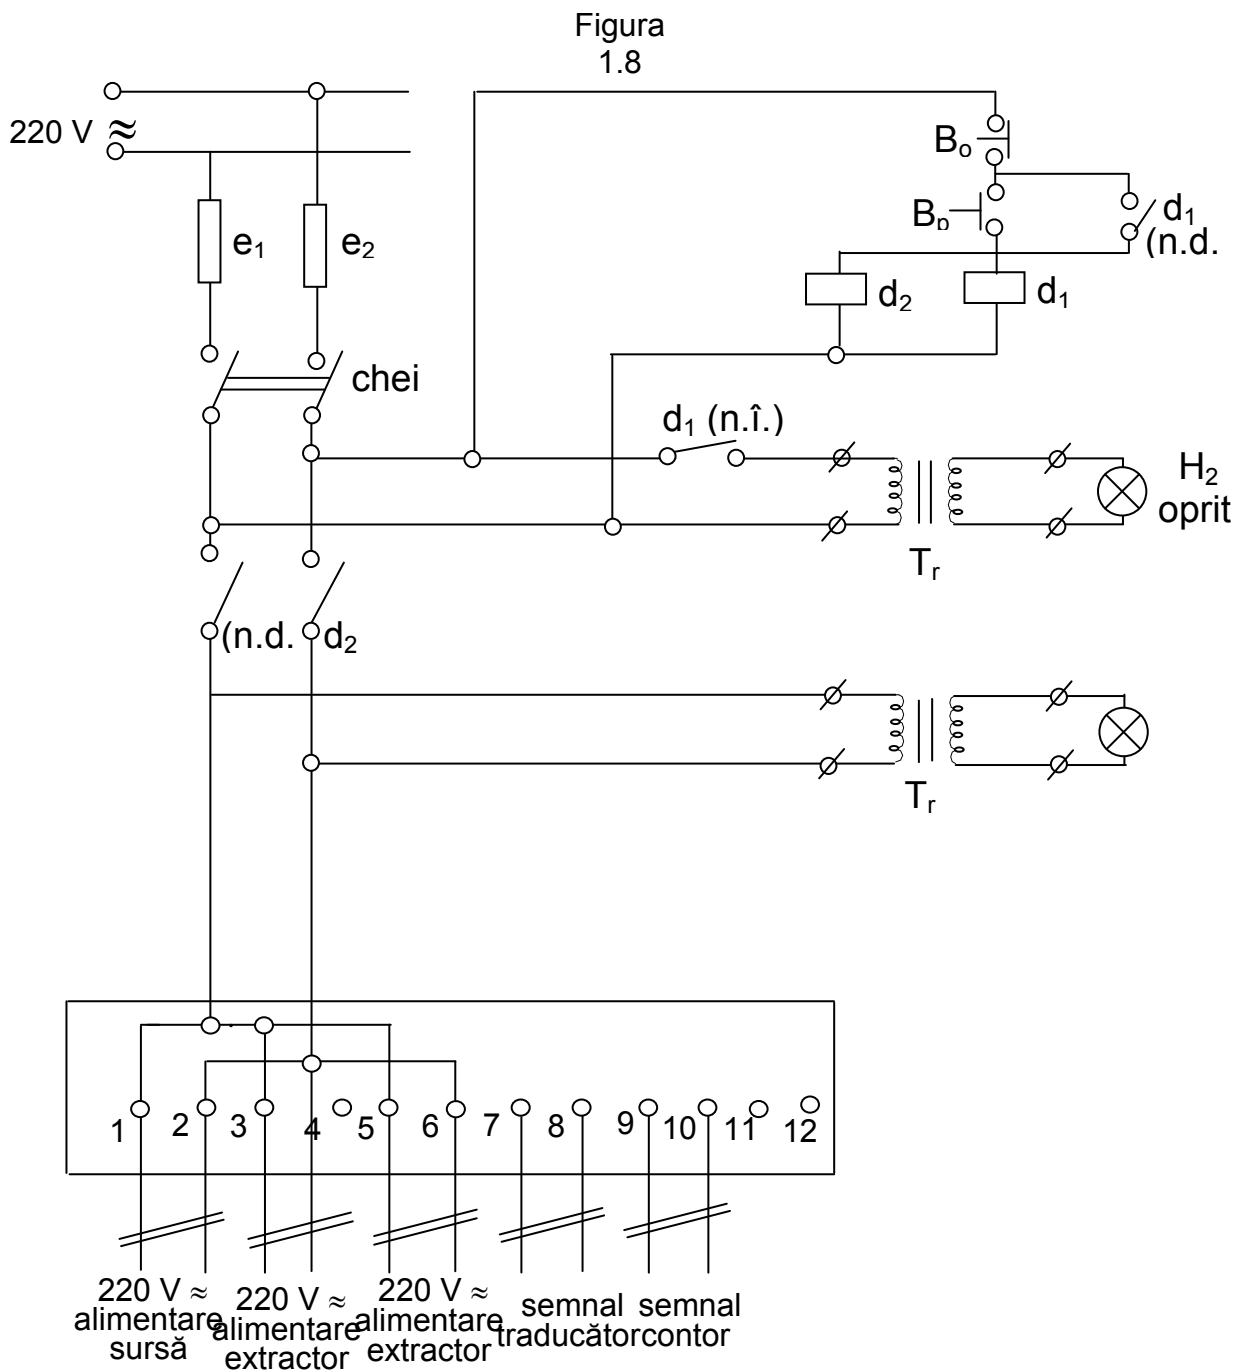 Figura
1.8
220 V ≈
Bo
Bp
d1
(n.d.
e1
e2
d2
d1
chei
d1 (n.î.)
H2
oprit
Tr
(n.d.
d2
Tr
1
2
3
4
5
6
7
8
9
10
11
12
220 V ≈
alimentare
sursă
220 V ≈
alimentare
extractor
220 V ≈
alimentare
extractor
semnal
traducător
semnal
contor